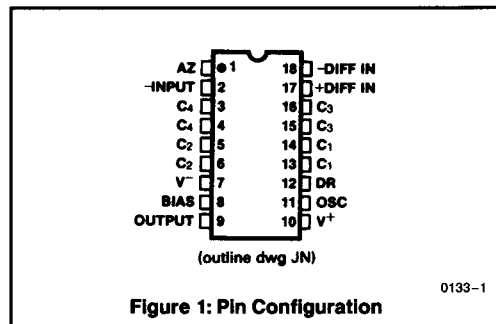 AZ 1 18 -DIFF IN
-INPUT 2 17 +DIFF IN
C4 3 16 C3
C4 4 15 C3
C2 5 14 C1
C2 6 13 C1
V- 7 12 DR
BIAS 8 11 OSC
OUTPUT 9 10 V+
(outline dwg JN)
0133-1
Figure 1: Pin Configuration